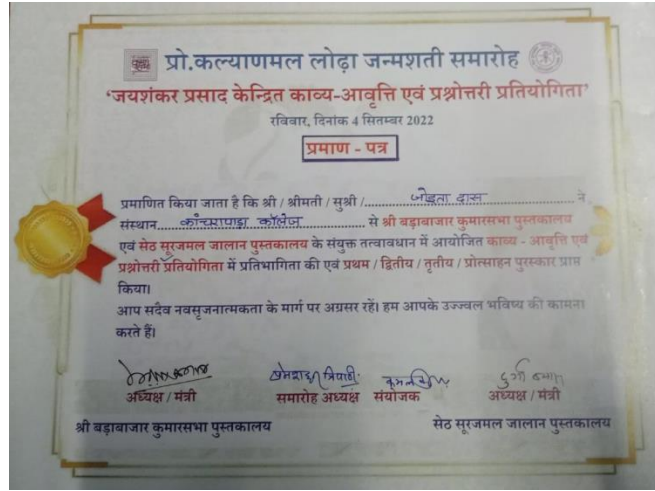 प्रो.कल्याणमल लोढ़ा जन्मशती समारोह
‘जयशंकर प्रसाद केन्द्रित काव्य-आवृत्ति एवं प्रश्नोत्तरी प्रतियोगिता’
रविवार, दिनांक 4 सितम्बर 2022
प्रमाण - पत्र
प्रमाणित किया जाता है कि श्री / श्रीमती / सुश्री /.................... दास .................... ने
संस्थान.....काँचरापाड़ा कॉलेज..... से श्री बड़ाबाजार कुमारसभा पुस्तकालय
एवं सेठ सूरजमल जालान पुस्तकालय के संयुक्त तत्वावधान में आयोजित काव्य - आवृत्ति एवं
प्रश्नोत्तरी प्रतियोगिता में प्रतिभागिता की एवं प्रथम / द्वितीय / तृतीय / प्रोत्साहन पुरस्कार प्राप्त
किया।
आप सदैव नवसृजनात्मकता के मार्ग पर अग्रसर रहें। हम आपके उज्ज्वल भविष्य की कामना
करते हैं।
त्रिपाठी
अध्यक्ष / मंत्री समारोह अध्यक्ष संयोजक अध्यक्ष / मंत्री
श्री बड़ाबाजार कुमारसभा पुस्तकालय सेठ सूरजमल जालान पुस्तकालय